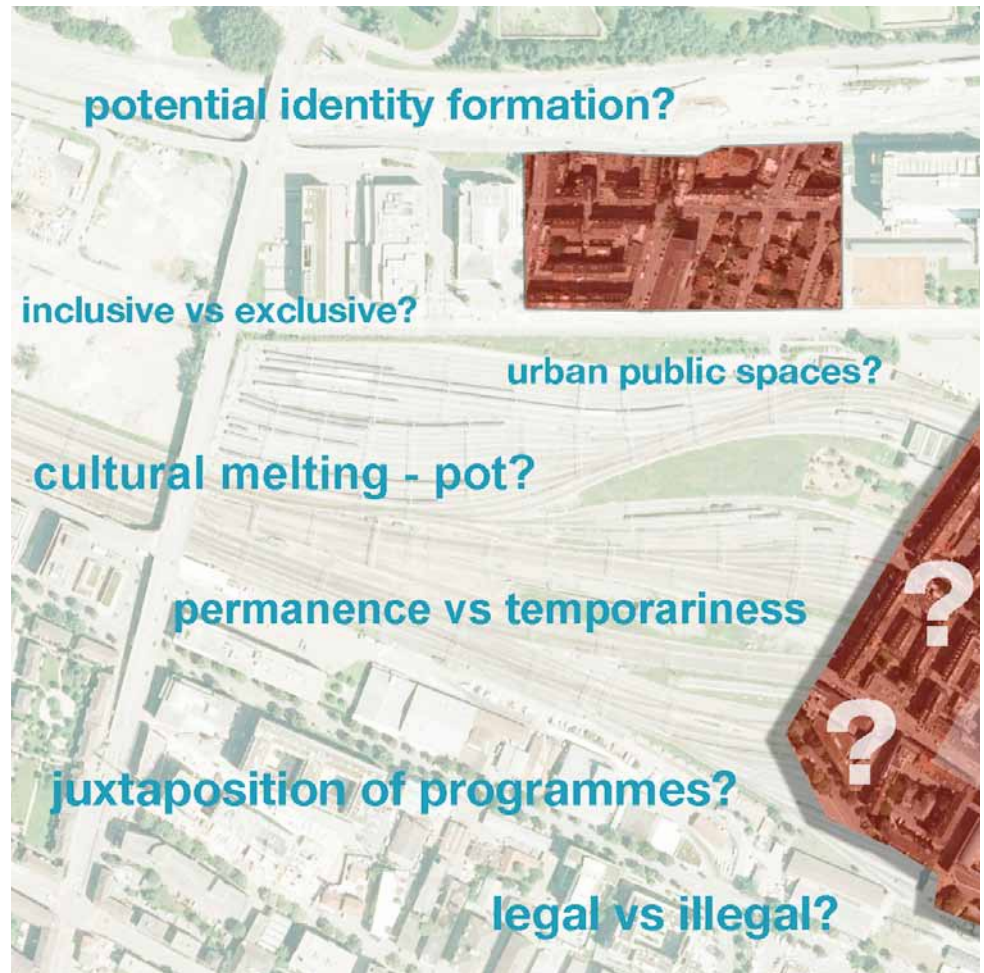 potential identity formation?
inclusive vs exclusive?
urban public spaces?
cultural melting - pot?
permanence vs temporariness
?
?
juxtaposition of programmes?
legal vs illegal?